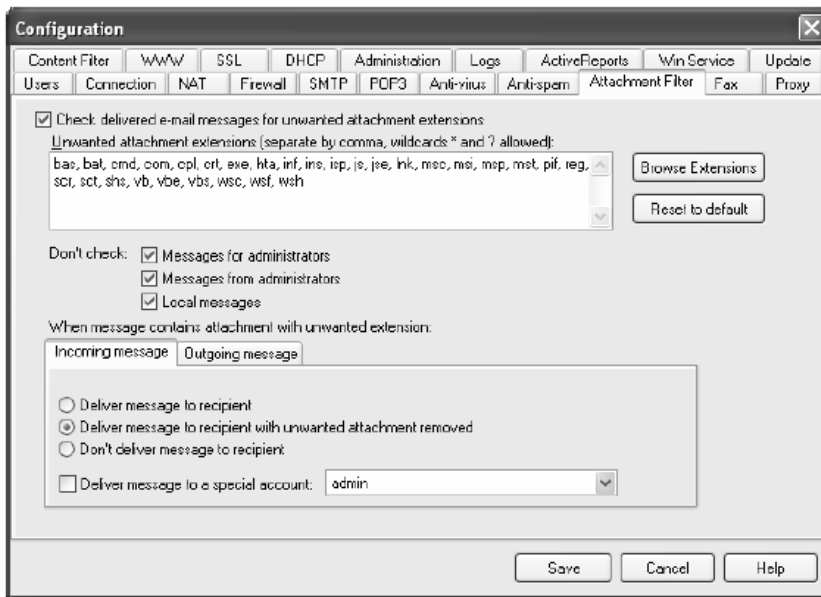 Configuration
Content Filter WWW SSL DHCP Administration Logs ActiveReports Win Service Update
Users Connection NAT Firewall SMTP POP3 Anti-virus Anti-spam Attachment Filter Fax Proxy
Check delivered e-mail messages for unwanted attachment extensions
Unwanted attachment extensions (separate by comma, wildcards * and ? allowed):
bas, bat, cmd, com, cpl, crt, exe, hta, inf, ins, isp, js, jse, lnk, msc, msi, msp, mst, pif, reg,
scr, sct, shs, vb, vbe, vbs, wsc, wsf, wsh
Browse Extensions
Reset to default
Don't check: Messages for administrators
Messages from administrators
Local messages
When message contains attachment with unwanted extension:
Incoming message Outgoing message
Deliver message to recipient
Deliver message to recipient with unwanted attachment removed
Don't deliver message to recipient
Deliver message to a special account: admin
Save Cancel Help